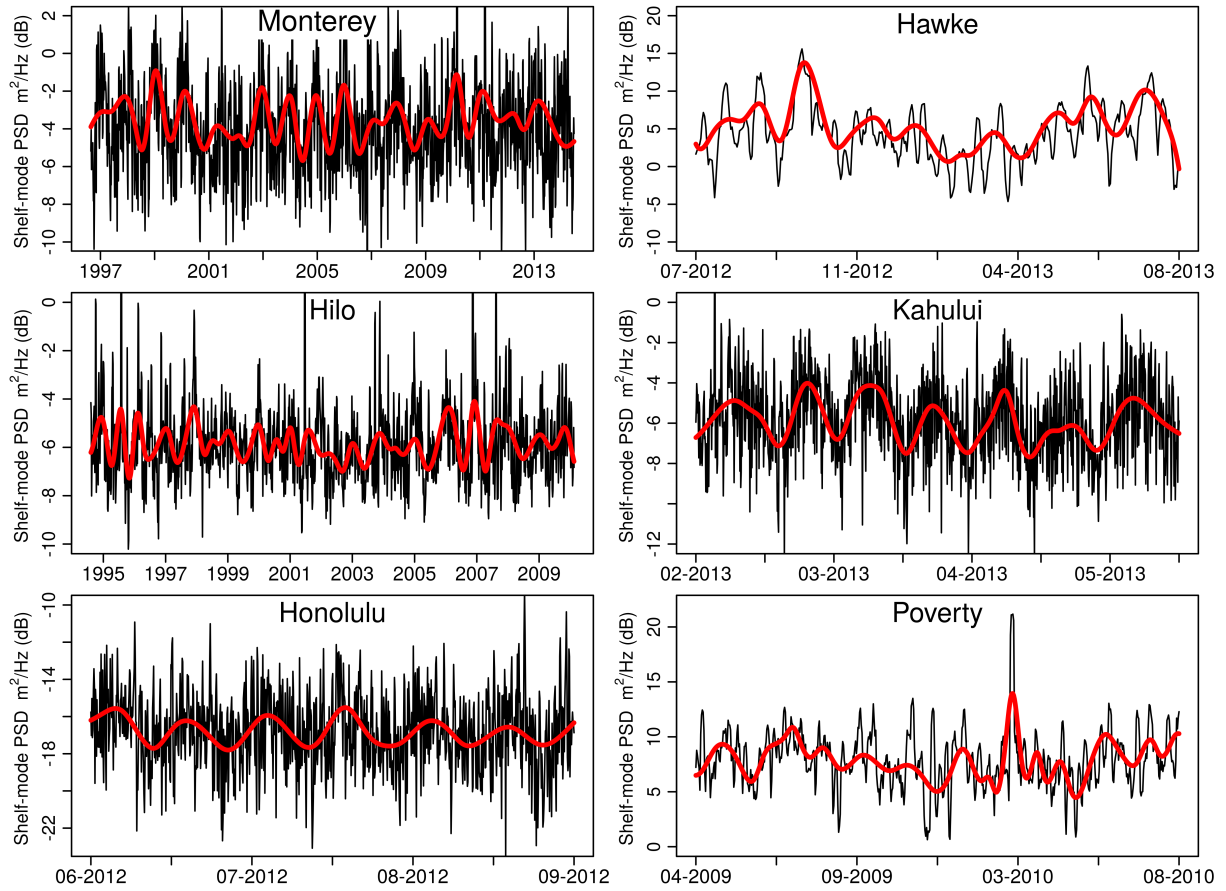 Monterey
Shelf-mode PSD m²/Hz (dB)
2
0
-2
-4
-6
-8
-10
1997 2001 2005 2009 2013
Hawke
Shelf-mode PSD m²/Hz (dB)
20
15
10
5
0
-5
-10
07-2012 11-2012 04-2013 08-2013
Hilo
Shelf-mode PSD m²/Hz (dB)
0
-2
-4
-6
-8
-10
1995 1997 1999 2001 2003 2005 2007 2009
Kahului
Shelf-mode PSD m²/Hz (dB)
0
-2
-4
-6
-8
-12
02-2013 03-2013 04-2013 05-2013
Honolulu
Shelf-mode PSD m²/Hz (dB)
-10
-14
-18
-22
06-2012 07-2012 08-2012 09-2012
Poverty
Shelf-mode PSD m²/Hz (dB)
20
15
10
5
0
04-2009 09-2009 03-2010 08-2010